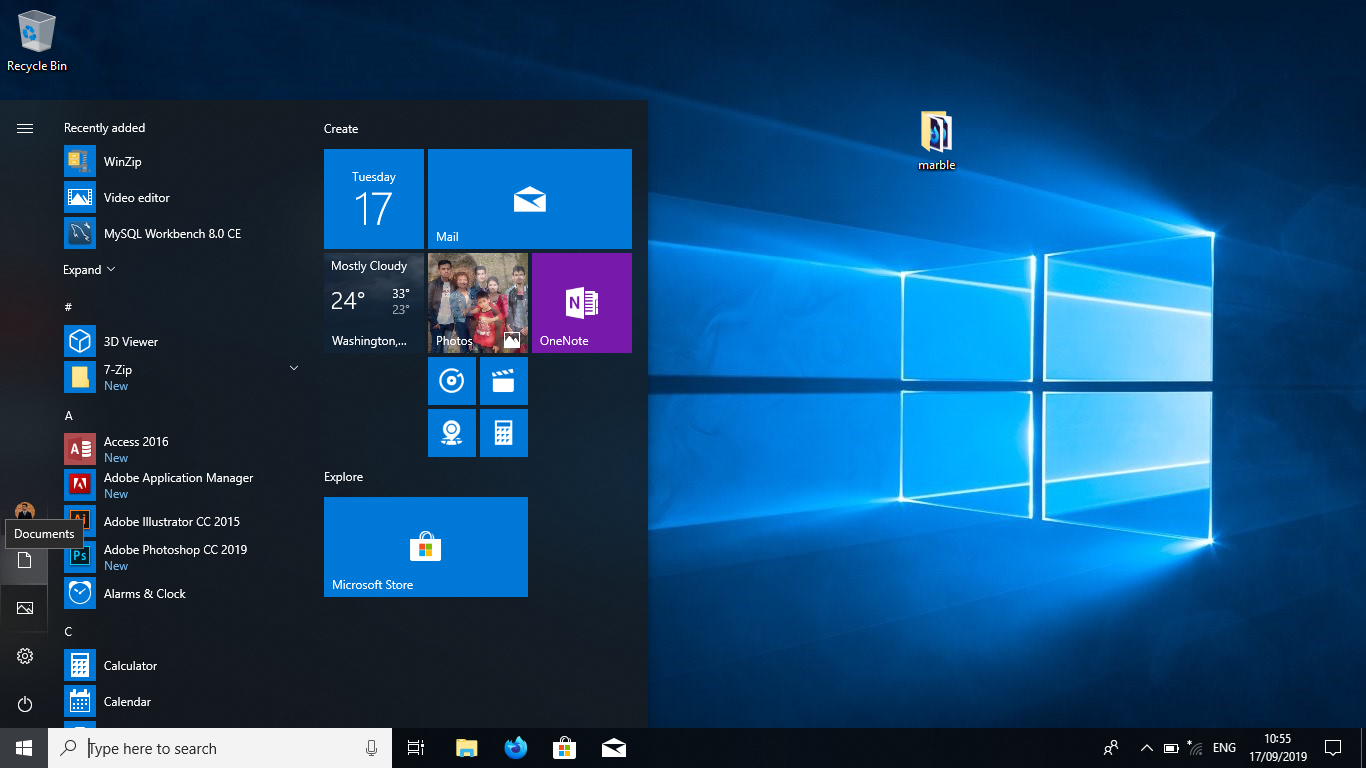 Recycle Bin
marble
Recently added
WinZip
Video editor
MySQL Workbench 8.0 CE
Expand
#
3D Viewer
7-Zip
New
A
Access 2016
New
Adobe Application Manager
New
Adobe Illustrator CC 2015
Adobe Photoshop CC 2019
New
Alarms & Clock
C
Calculator
Calendar
Documents
Create
Tuesday
17
Mail
Mostly Cloudy
24°
33°
23°
Washington,...
Photos
OneNote
Explore
Microsoft Store
Type here to search
ENG
10:55
17/09/2019